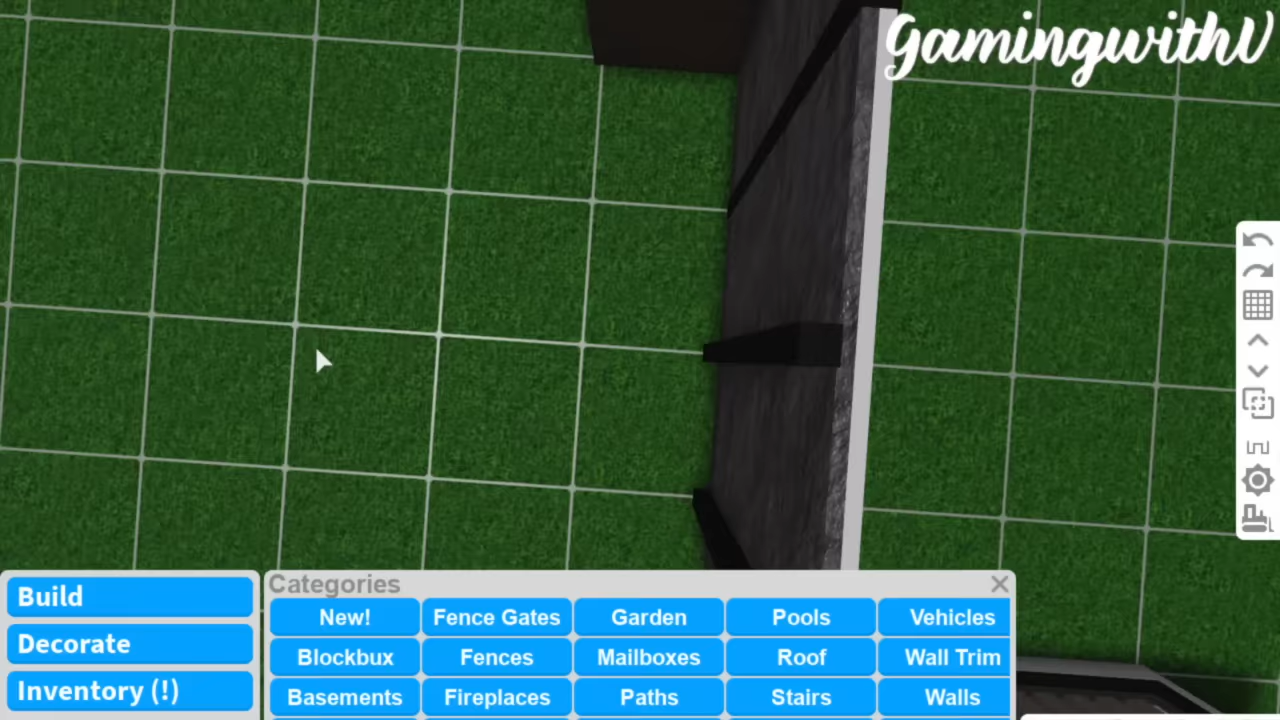 GamingwithV
Build
Decorate
Inventory (!)
Categories
New!
Fence Gates
Garden
Pools
Vehicles
Blockbux
Fences
Mailboxes
Roof
Wall Trim
Basements
Fireplaces
Paths
Stairs
Walls